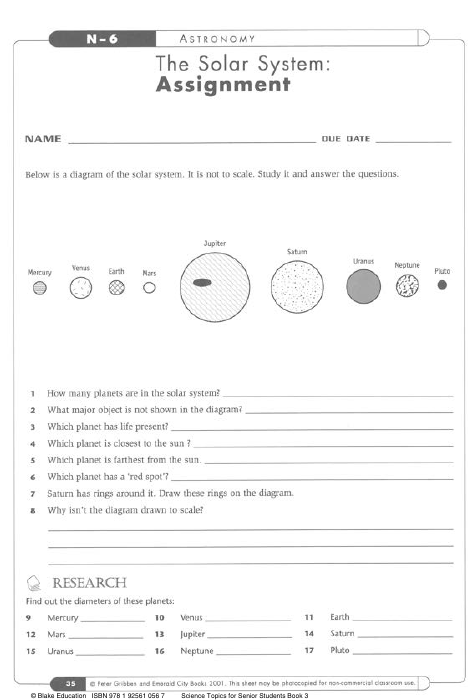 N-6 ASTRONOMY
The Solar System:
Assignment
NAME DUE DATE
Below is a diagram of the solar system. It is not to scale. Study it and answer the questions.
Jupiter
Saturn
Uranus
Neptune
Venus
Earth
Mars
Mercury
Pluto
1 How many planets are in the solar system?
2 What major object is not shown in the diagram?
3 Which planet has life present?
4 Which planet is closest to the sun ?
5 Which planet is farthest from the sun.
6 Which planet has a 'red spot'?
7 Saturn has rings around it. Draw these rings on the diagram.
8 Why isn't the diagram drawn to scale?
RESEARCH
Find out the diameters of these planets:
9 Mercury 10 Venus 11 Earth
12 Mars 13 Jupiter 14 Saturn
15 Uranus 16 Neptune 17 Pluto
35 © Peter Gribben and Emerald City Books 2001. This sheet may be photocopied for non-commercial classroom use.
© Blake Education ISBN 978 1 92561 056 7 Science Topics for Senior Students Book 3